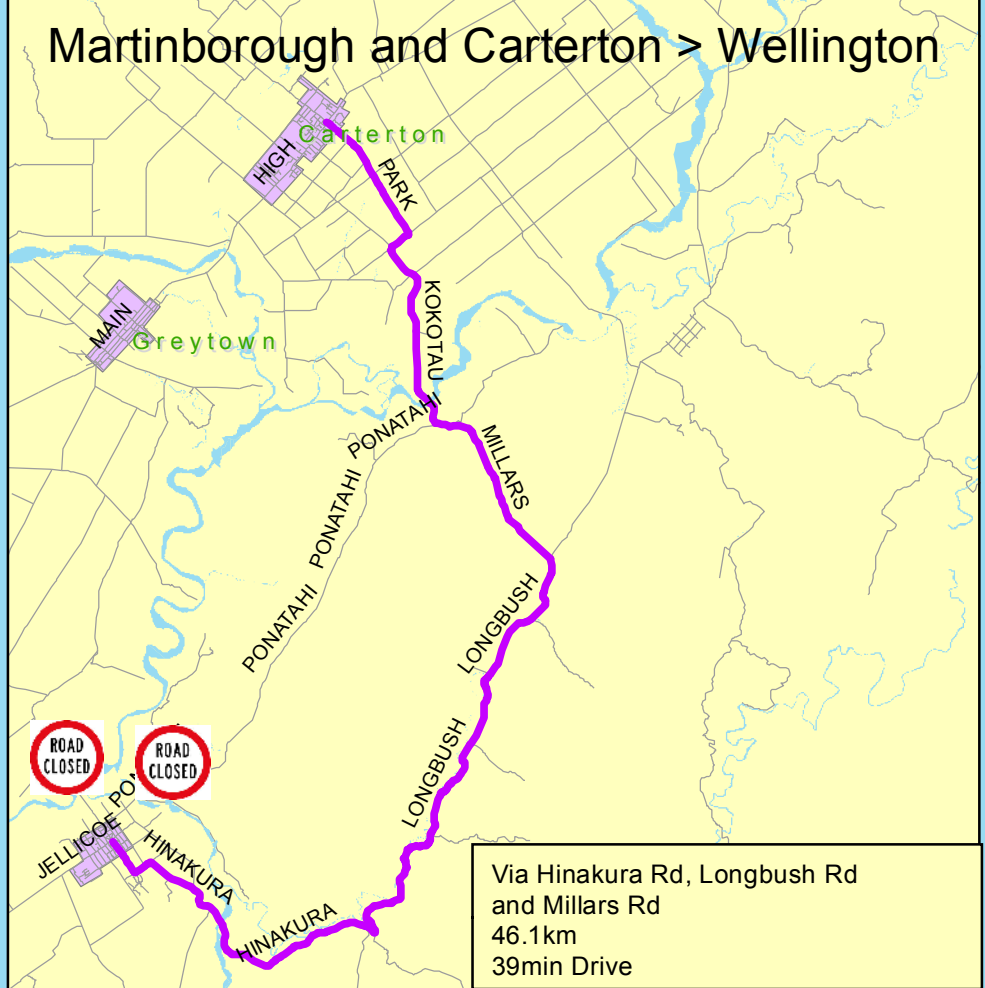 Martinborough and Carterton > Wellington
Carterton
HIGH
PARK
KOKOTAU
MAIN
Greytown
PONATAHI
MILLARS
PONATAHI
PONATAHI
LONGBUSH
LONGBUSH
ROAD
CLOSED
ROAD
CLOSED
JELLICOE
HINAKURA
HINAKURA
Via Hinakura Rd, Longbush Rd
and Millars Rd
46.1km
39min Drive